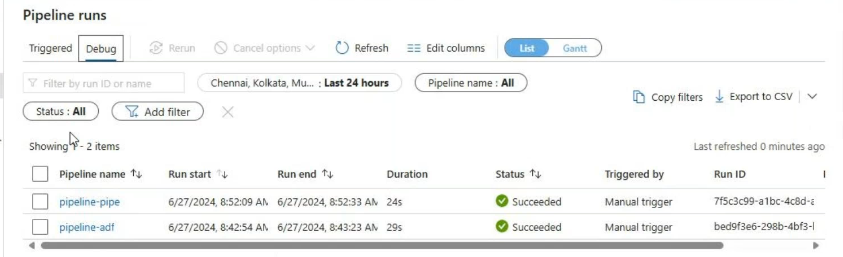 Pipeline runs
Triggered Debug Rerun Cancel options Refresh Edit columns List Gantt
Filter by run ID or name Chennai, Kolkata, Mu... : Last 24 hours Pipeline name : All
Copy filters Export to CSV
Status : All Add filter
Showing 1 - 2 items Last refreshed 0 minutes ago
Pipeline name Run start Run end Duration Status Triggered by Run ID
pipeline-pipe 6/27/2024, 8:52:09 AM 6/27/2024, 8:52:33 AM 24s Succeeded Manual trigger 7f5c3c99-a1bc-4c8d-a
pipeline-adf 6/27/2024, 8:42:54 AM 6/27/2024, 8:43:23 AM 29s Succeeded Manual trigger bed9f3e6-298b-4bf3-